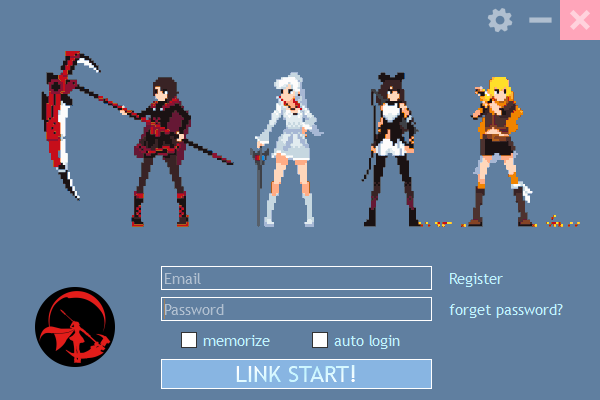 Email
Register
Password
forget password?
memorize
auto login
LINK START!